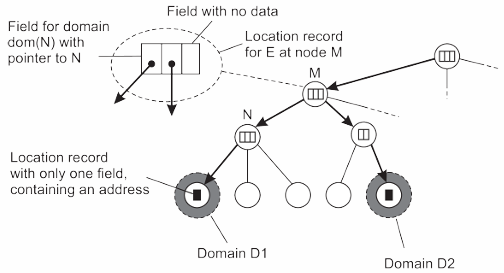 Field with no data
Field for domain
dom(N) with
pointer to N
Location record
for E at node M
M
N
Location record
with only one field,
containing an address
Domain D1
Domain D2